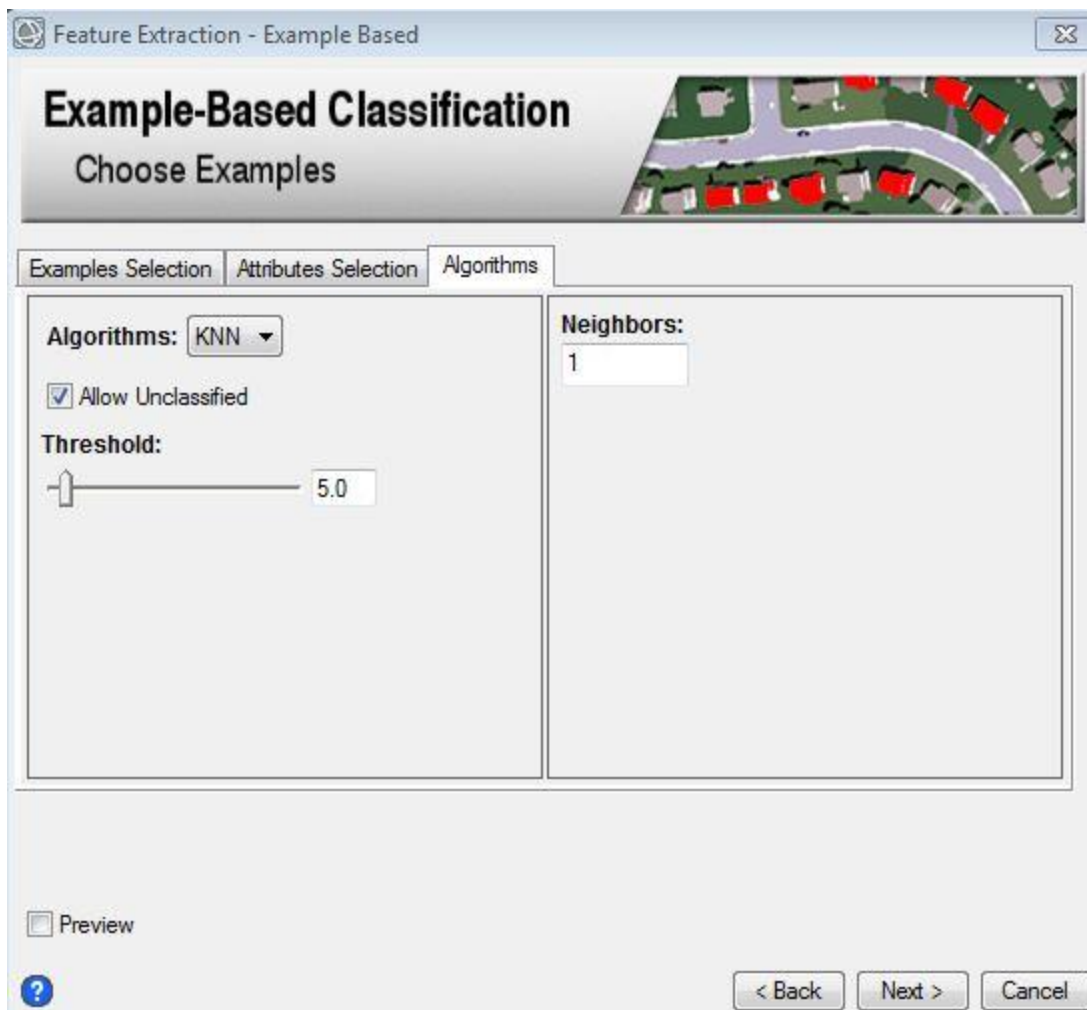 Feature Extraction - Example Based
Example-Based Classification
Choose Examples
Examples Selection Attributes Selection Algorithms
Algorithms: KNN
Allow Unclassified
Threshold:
5.0
Neighbors:
1
Preview
?
< Back Next > Cancel